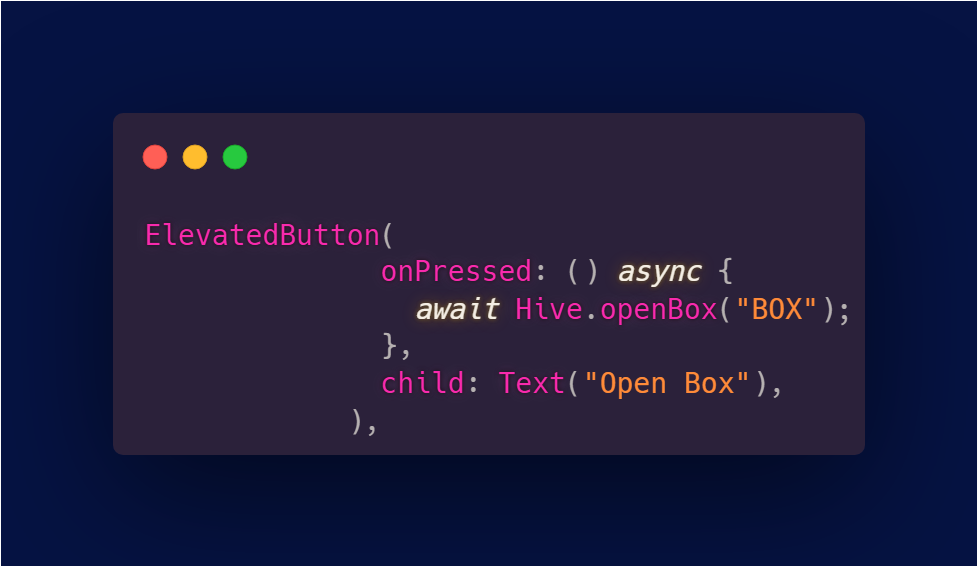 ElevatedButton(
onPressed: () async {
await Hive.openBox("BOX");
},
child: Text("Open Box"),
),